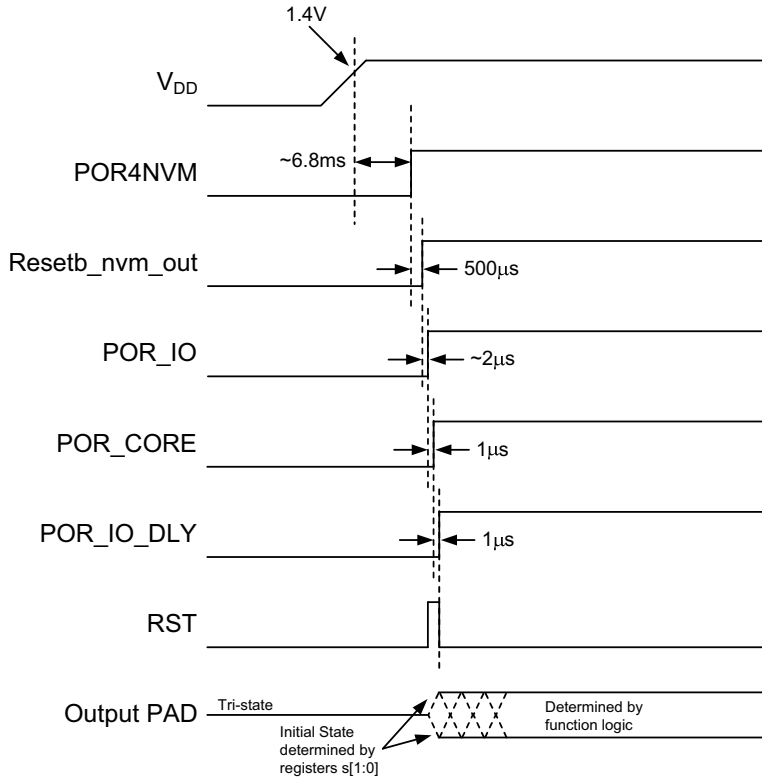 1.4V
VDD
~6.8ms
POR4NVM
Resetb_nvm_out
500µs
POR_IO
~2µs
POR_CORE
1µs
POR_IO_DLY
1µs
RST
Output PAD
Tri-state
Initial State
determined by
registers s[1:0]
Determined by
function logic